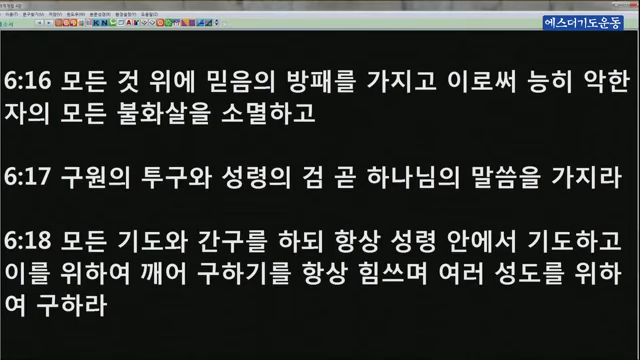 에스더기도운동
6:16 모든 것 위에 믿음의 방패를 가지고 이로써 능히 악한
자의 모든 불화살을 소멸하고
6:17 구원의 투구와 성령의 검 곧 하나님의 말씀을 가지라
6:18 모든 기도와 간구를 하되 항상 성령 안에서 기도하고
이를 위하여 깨어 구하기를 항상 힘쓰며 여러 성도를 위하
여 구하라